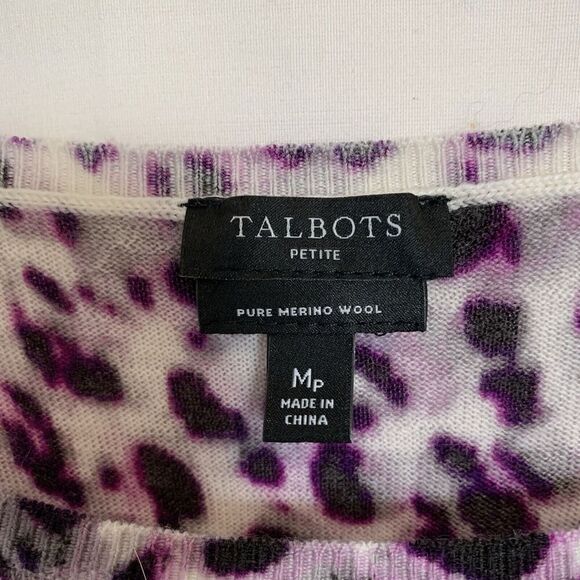 TALBOTS
PETITE
PURE MERINO WOOL
MP
MADE IN
CHINA